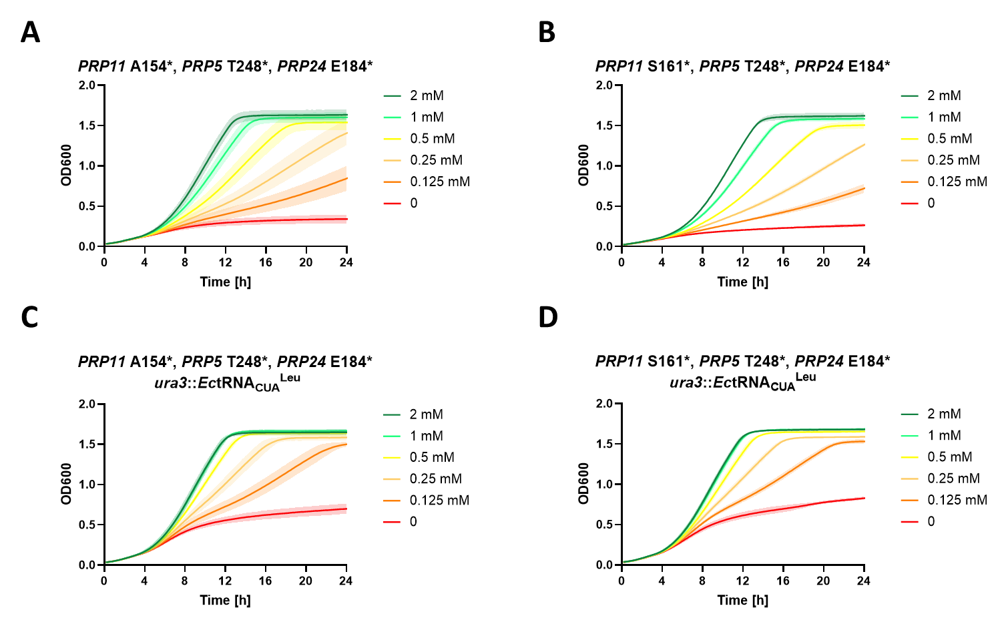 A
PRP11 A154*, PRP5 T248*, PRP24 E184*
2.0
1.5
1.0
0.5
0.0
OD600
0
4
8
12
16
20
24
Time [h]
2 mM
1 mM
0.5 mM
0.25 mM
0.125 mM
0
B
PRP11 S161*, PRP5 T248*, PRP24 E184*
2.0
1.5
1.0
0.5
0.0
OD600
0
4
8
12
16
20
24
Time [h]
2 mM
1 mM
0.5 mM
0.25 mM
0.125 mM
0
C
PRP11 A154*, PRP5 T248*, PRP24 E184*
ura3::EctRNACUALeu
2.0
1.5
1.0
0.5
0.0
OD600
0
4
8
12
16
20
24
Time [h]
2 mM
1 mM
0.5 mM
0.25 mM
0.125 mM
0
D
PRP11 S161*, PRP5 T248*, PRP24 E184*
ura3::EctRNACUALeu
2.0
1.5
1.0
0.5
0.0
OD600
0
4
8
12
16
20
24
Time [h]
2 mM
1 mM
0.5 mM
0.25 mM
0.125 mM
0